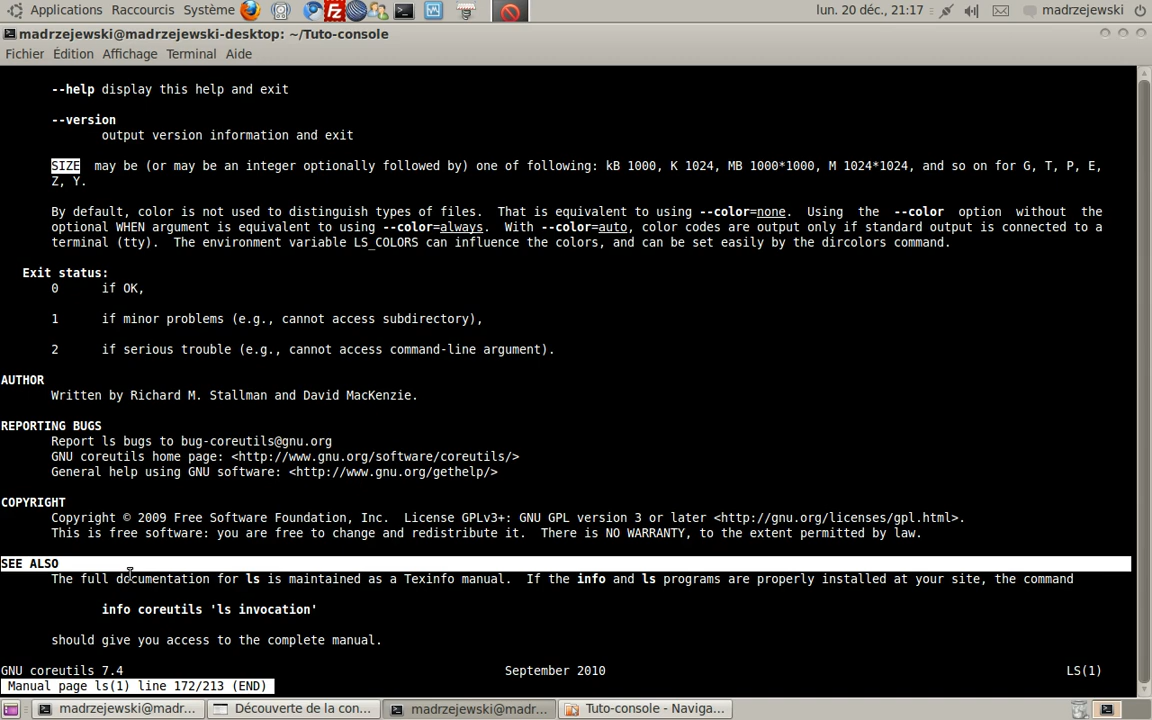 Applications Raccourcis Système lun. 20 déc., 21:17 madrzejewski
madrzejewski@madrzejewski-desktop: ~/Tuto-console
Fichier Édition Affichage Terminal Aide
--help display this help and exit
--version
output version information and exit
SIZE may be (or may be an integer optionally followed by) one of following: kB 1000, K 1024, MB 1000*1000, M 1024*1024, and so on for G, T, P, E,
Z, Y.
By default, color is not used to distinguish types of files. That is equivalent to using --color=none. Using the --color option without the
optional WHEN argument is equivalent to using --color=always. With --color=auto, color codes are output only if standard output is connected to a
terminal (tty). The environment variable LS_COLORS can influence the colors, and can be set easily by the dircolors command.
Exit status:
0 if OK,
1 if minor problems (e.g., cannot access subdirectory),
2 if serious trouble (e.g., cannot access command-line argument).
AUTHOR
Written by Richard M. Stallman and David MacKenzie.
REPORTING BUGS
Report ls bugs to bug-coreutils@gnu.org
GNU coreutils home page: <http://www.gnu.org/software/coreutils/>
General help using GNU software: <http://www.gnu.org/gethelp/>
COPYRIGHT
Copyright © 2009 Free Software Foundation, Inc. License GPLv3+: GNU GPL version 3 or later <http://gnu.org/licenses/gpl.html>.
This is free software: you are free to change and redistribute it. There is NO WARRANTY, to the extent permitted by law.
SEE ALSO
The full documentation for ls is maintained as a Texinfo manual. If the info and ls programs are properly installed at your site, the command
info coreutils 'ls invocation'
should give you access to the complete manual.
GNU coreutils 7.4 September 2010 LS(1)
Manual page ls(1) line 172/213 (END)
madrzejewski@madr... Découverte de la con... madrzejewski@madr... Tuto-console - Naviga...